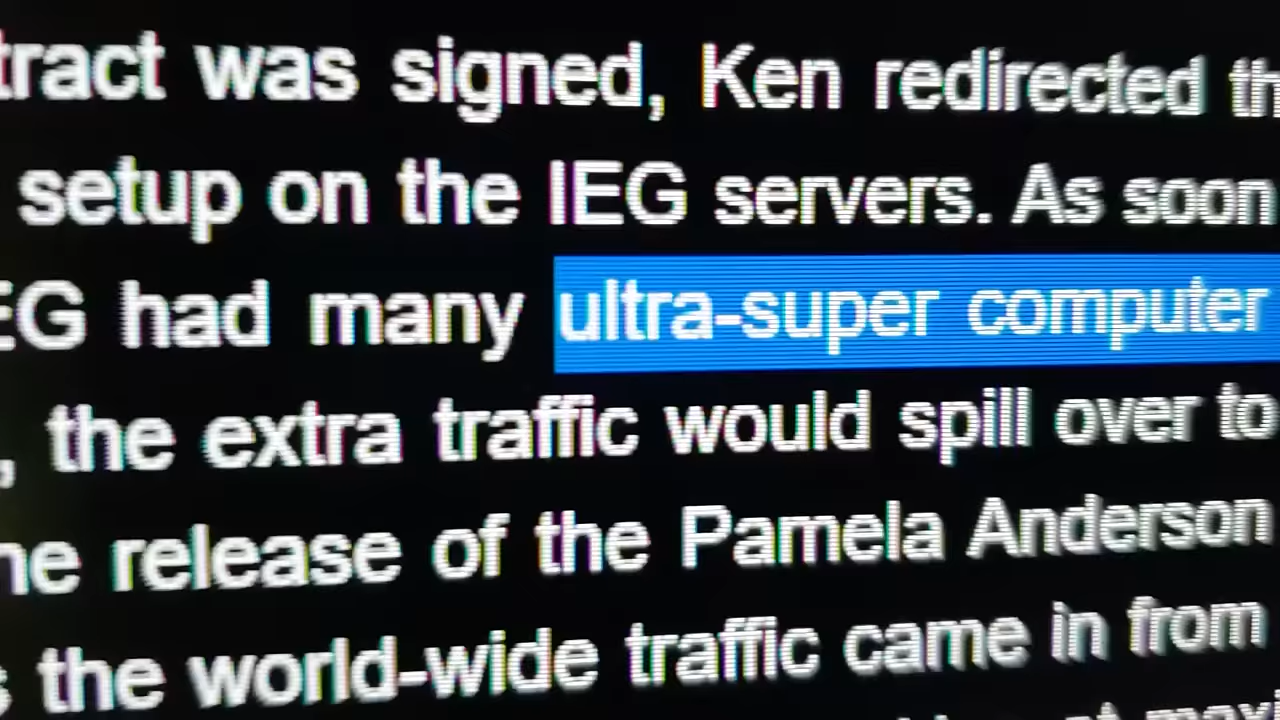 tract was signed, Ken redirected th
setup on the IEG servers. As soon
EG had many ultra-super computer
, the extra traffic would spill over to
he release of the Pamela Anderson
s the world-wide traffic came in from